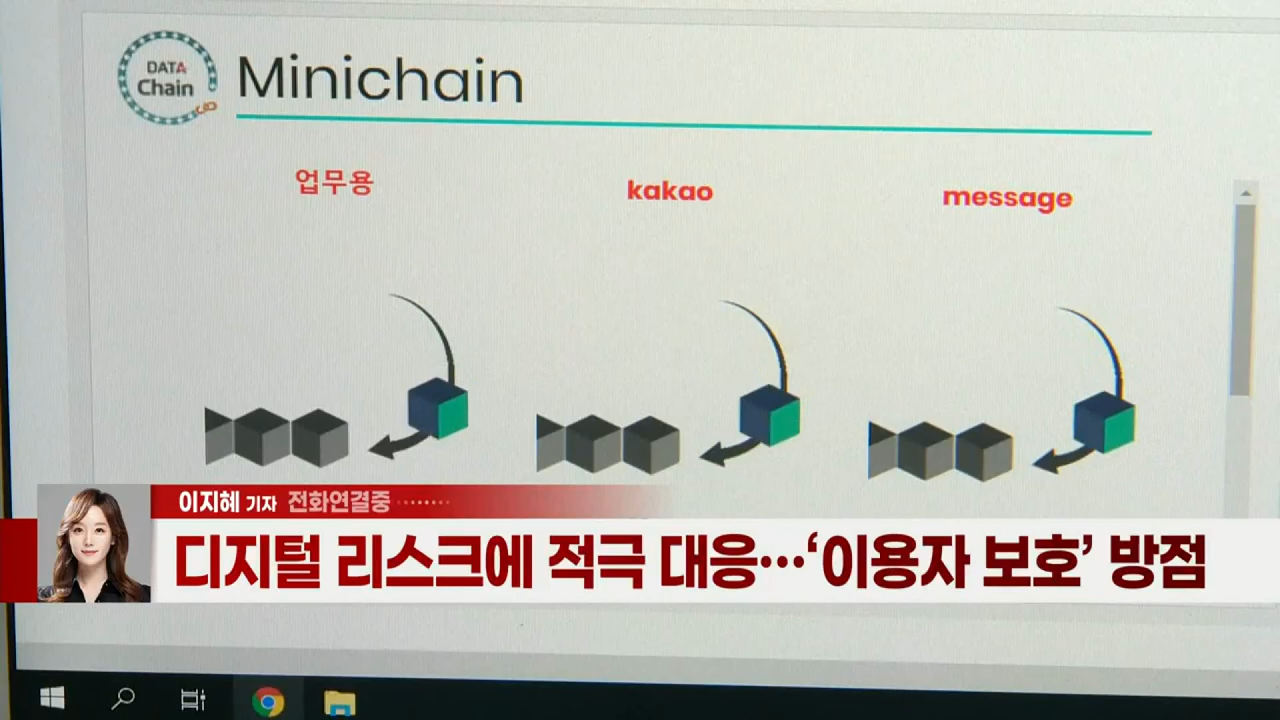 DATA
Chain
Minichain
업무용
kakao
message
이지혜 기자 전화연결중
디지털 리스크에 적극 대응…‘이용자 보호’ 방점